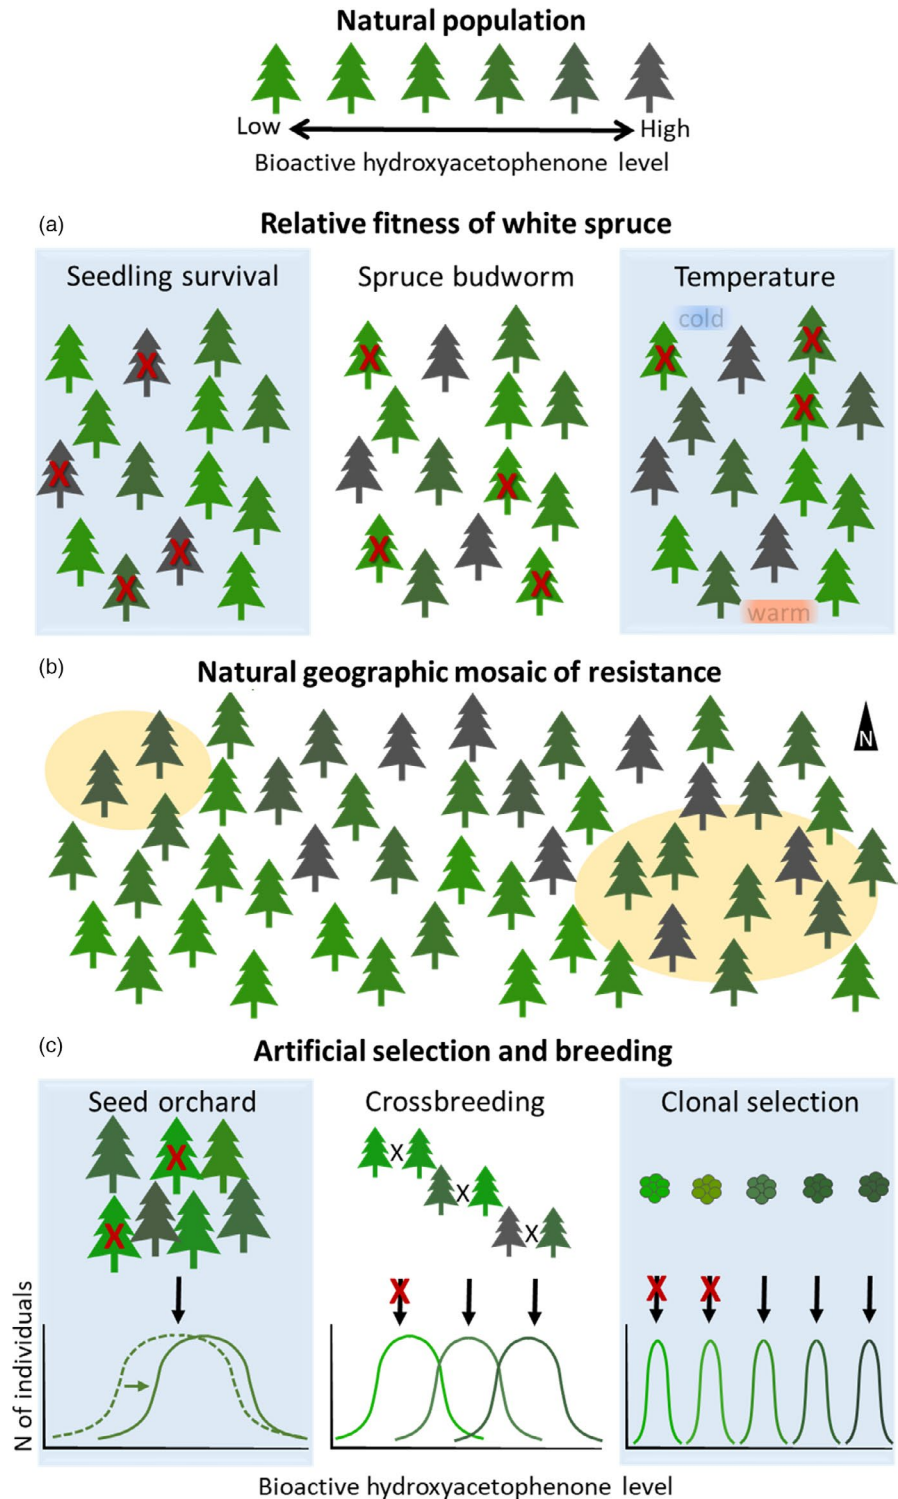 Natural population
Low High
Bioactive hydroxyacetophenone level
(a) Relative fitness of white spruce
Seedling survival Spruce budworm Temperature
cold
X X
X X
X
X X
X X
X X
warm
(b) Natural geographic mosaic of resistance
N
(c) Artificial selection and breeding
Seed orchard Crossbreeding Clonal selection
X X
X
X X
X X X
N of individuals
Bioactive hydroxyacetophenone level